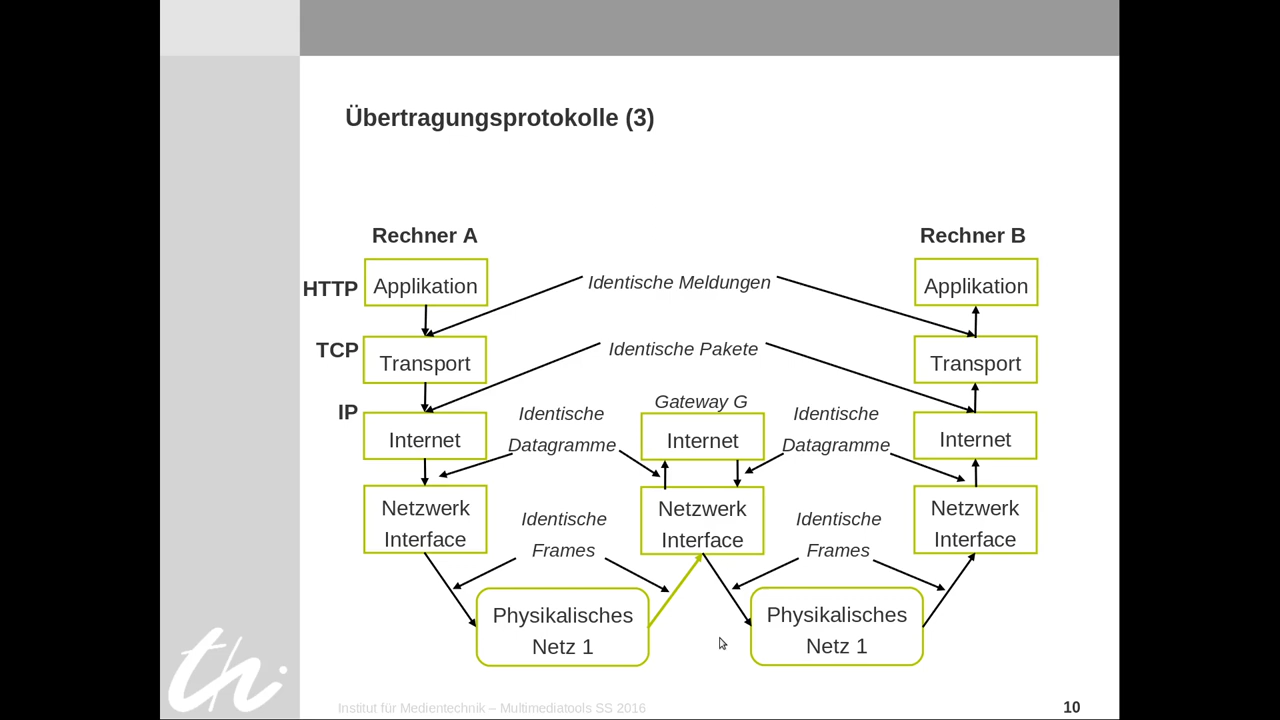 Übertragungsprotokolle (3)
Rechner A
Rechner B
HTTP
Applikation
Identische Meldungen
Applikation
TCP
Transport
Identische Pakete
Transport
IP
Internet
Identische
Datagramme
Gateway G
Internet
Identische
Datagramme
Internet
Netzwerk
Interface
Identische
Frames
Netzwerk
Interface
Identische
Frames
Netzwerk
Interface
Physikalisches
Netz 1
Physikalisches
Netz 1
th
Institut für Medientechnik – Multimediatools SS 2016
10